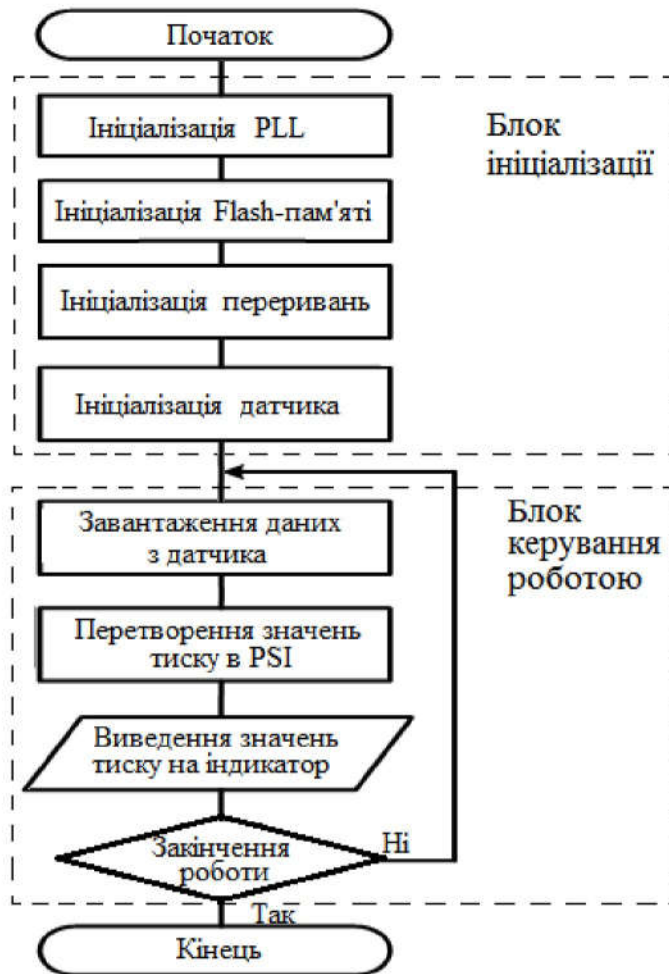 Початок
Ініціалізація PLL
Блок
ініціалізації
Ініціалізація Flash-пам'яті
Ініціалізація переривань
Ініціалізація датчика
Завантаження даних
з датчика
Блок
керування
роботою
Перетворення значень
тиску в PSI
Виведення значень
тиску на індикатор
Закінчення
роботи
Ні
Так
Кінець